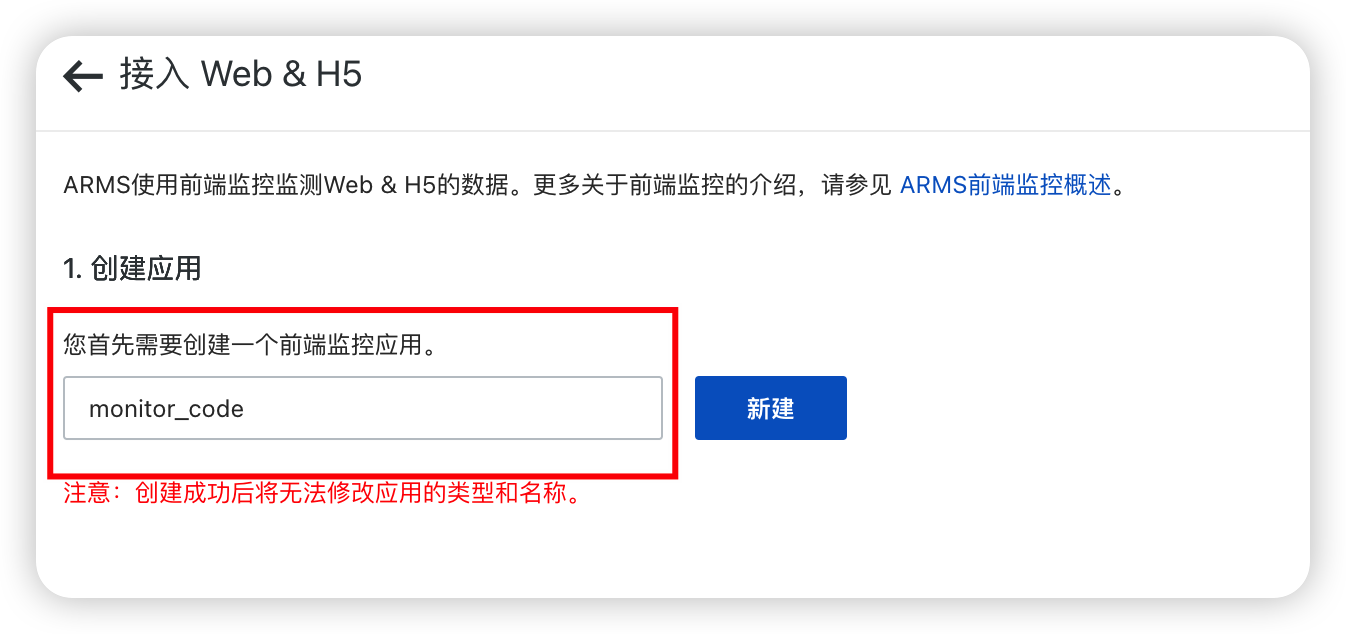 接入 Web & H5
ARMS使用前端监控监测Web & H5的数据。更多关于前端监控的介绍，请参见 ARMS前端监控概述。
1. 创建应用
您首先需要创建一个前端监控应用。
monitor_code
新建
注意：创建成功后将无法修改应用的类型和名称。